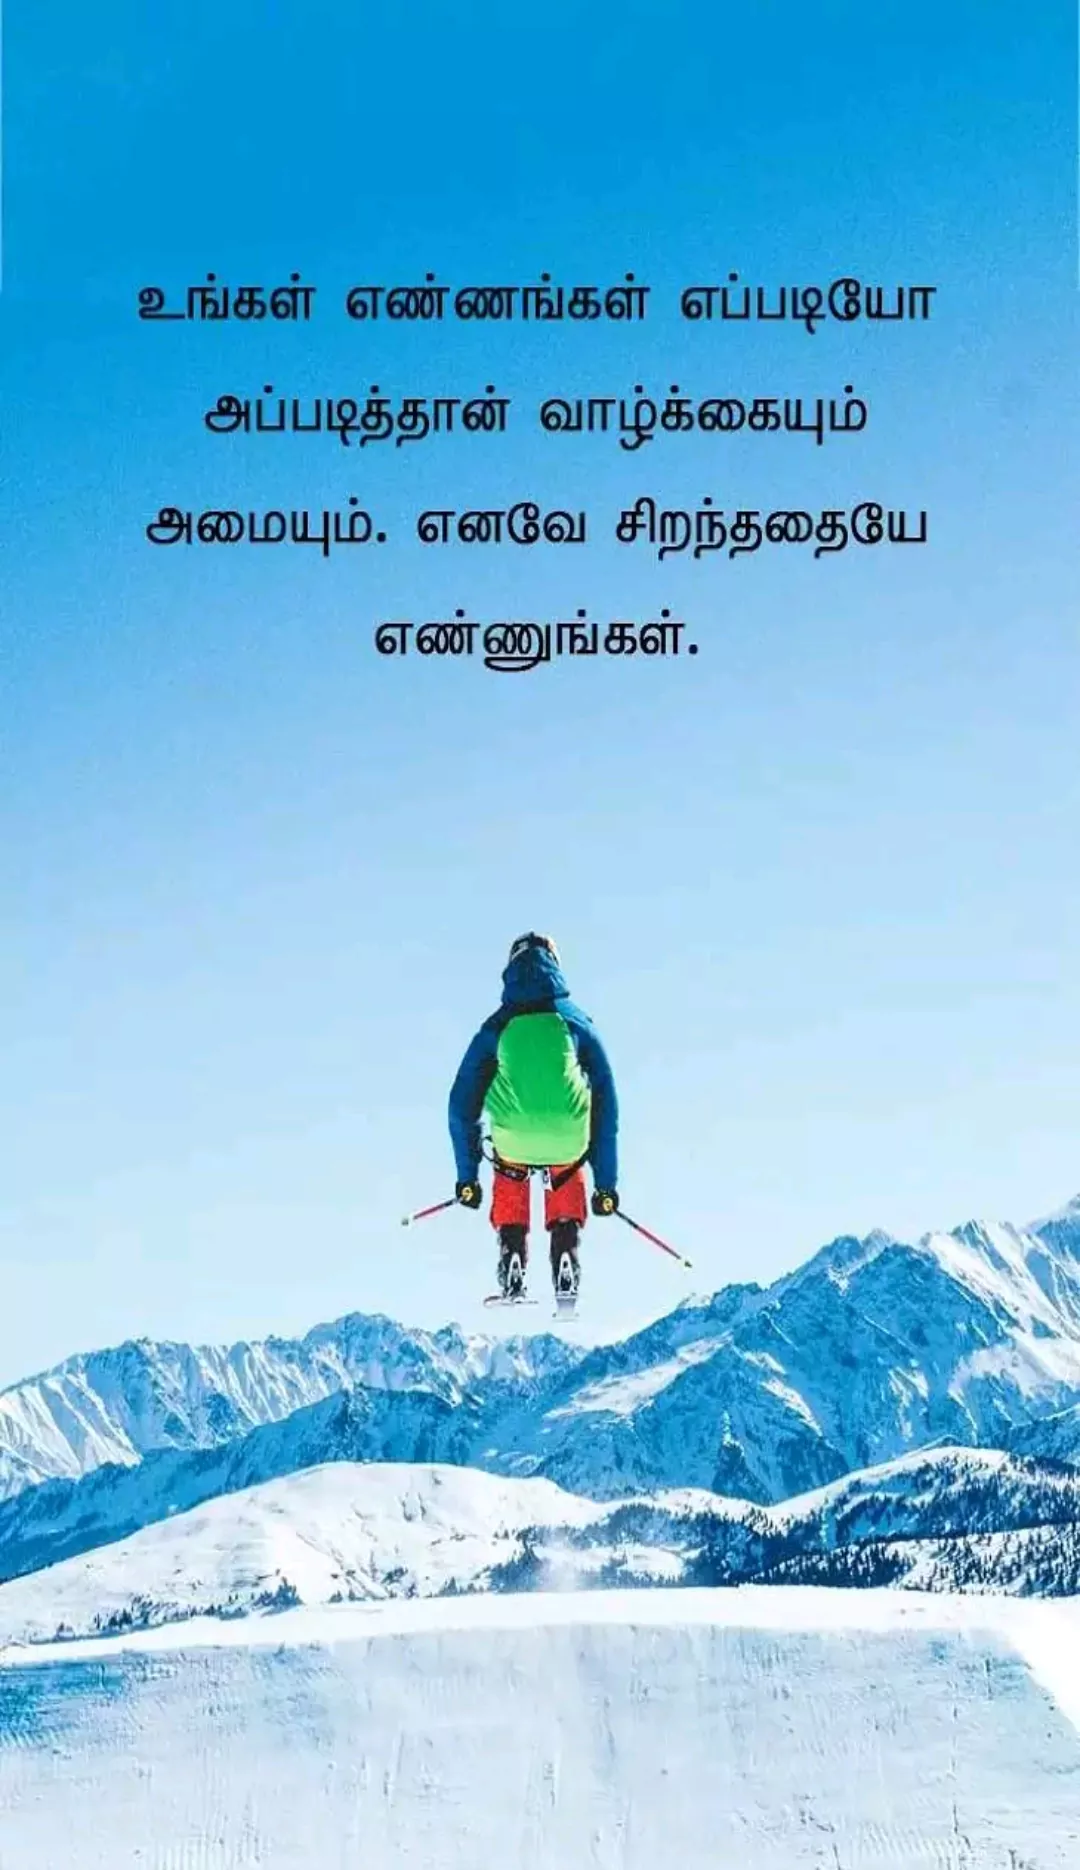 உங்கள் எண்ணங்கள் எப்படியோ
அப்படித்தான் வாழ்க்கையும்
அமையும். எனவே சிறந்ததையே
எண்ணுங்கள்.